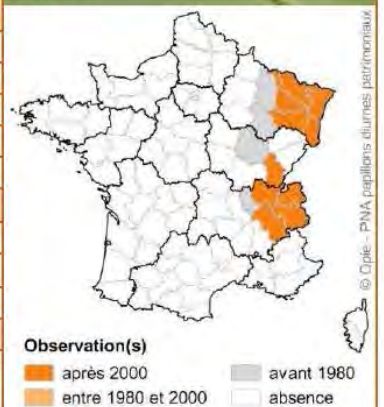 © Opie - PNA papillons diurnes patrimoniaux
Observation(s)
après 2000
avant 1980
entre 1980 et 2000
absence